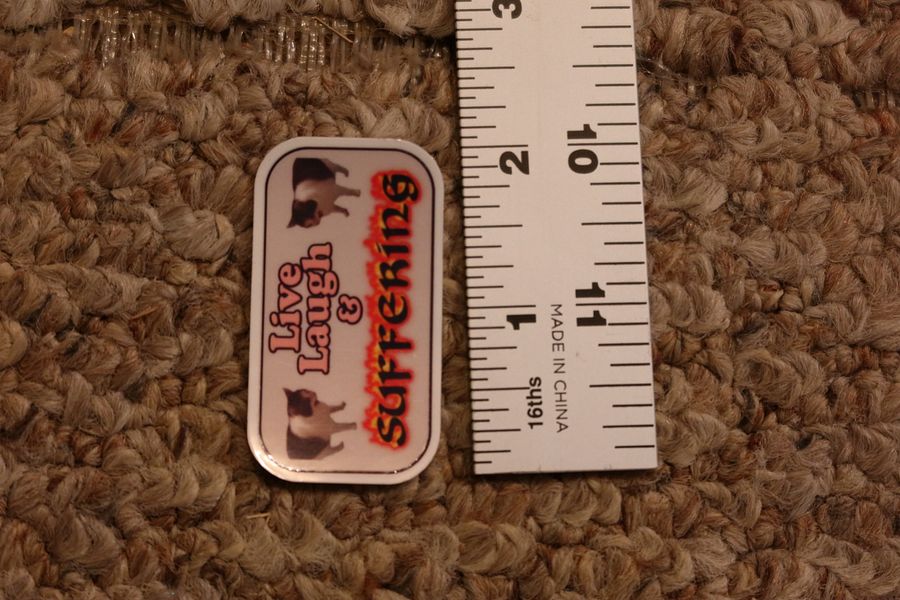 Live
Laugh
&
SUFFERING
3
2
1
10
11
16ths
MADE IN CHINA